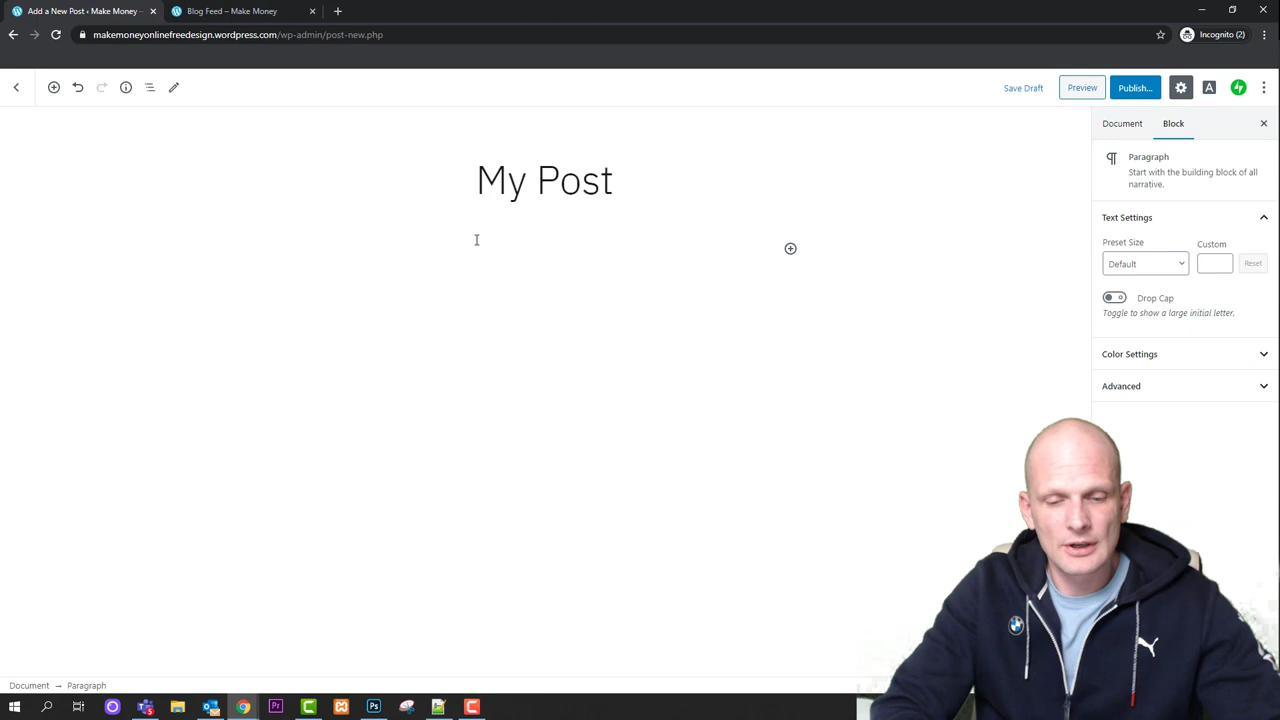 Add a New Post ‹ Make Money —
Blog Feed – Make Money
makemoneyonlinefreedesign.wordpress.com/wp-admin/post-new.php
Incognito (2)
Save Draft
Preview
Publish...
A
Document
Block
Paragraph
Start with the building block of all
narrative.
My Post
Text Settings
Preset Size
Custom
Default
Reset
Drop Cap
Toggle to show a large initial letter.
Color Settings
Advanced
PUMA
Document → Paragraph